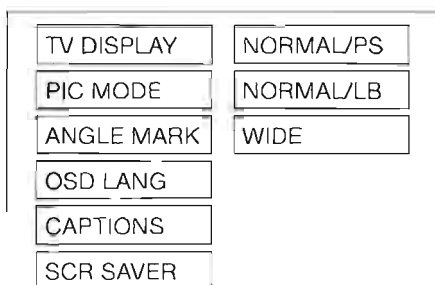 TV DISPLAY NORMAL/PS
PIC MODE NORMAL/LB
ANGLE MARK WIDE
OSD LANG
CAPTIONS
SCR SAVER